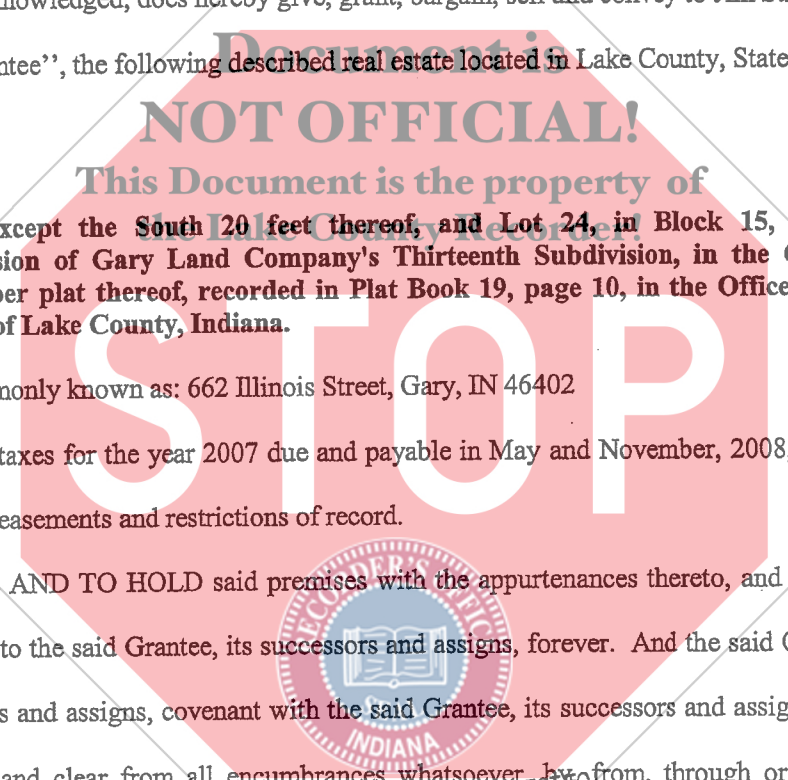 nowledged, does hereby give, grant, bargain, sell and convey to
Document is
ntee”, the following described real estate located in Lake County, State
NOT OFFICIAL!
This Document is the property of
the Lake County Recorder!
xcept the South 20 feet thereof, and Lot 24, in Block 15,
sion of Gary Land Company's Thirteenth Subdivision, in the
per plat thereof, recorded in Plat Book 19, page 10, in the Office
of Lake County, Indiana.
STOP
monly known as: 662 Illinois Street, Gary, IN 46402
taxes for the year 2007 due and payable in May and November, 2008,
easements and restrictions of record.
RECORDER'S OFFIC
AND TO HOLD said premises with the appurtenances thereto, and
to the said Grantee, its successors and assigns, forever. And the said
s and assigns, covenant with the said Grantee, its successors and assig
INDIANA
and clear from all encumbrances whatsoever, by, from, through or